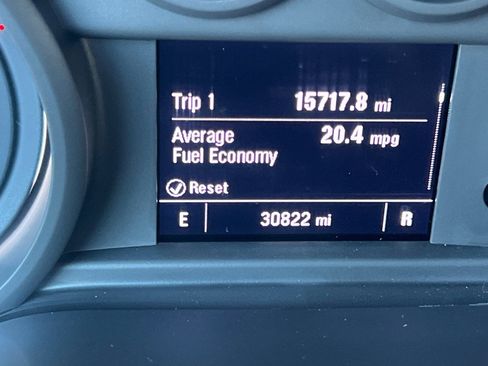 Trip 1 15717.8 mi
Average 20.4 mpg
Fuel Economy
Reset
E 30822 mi R